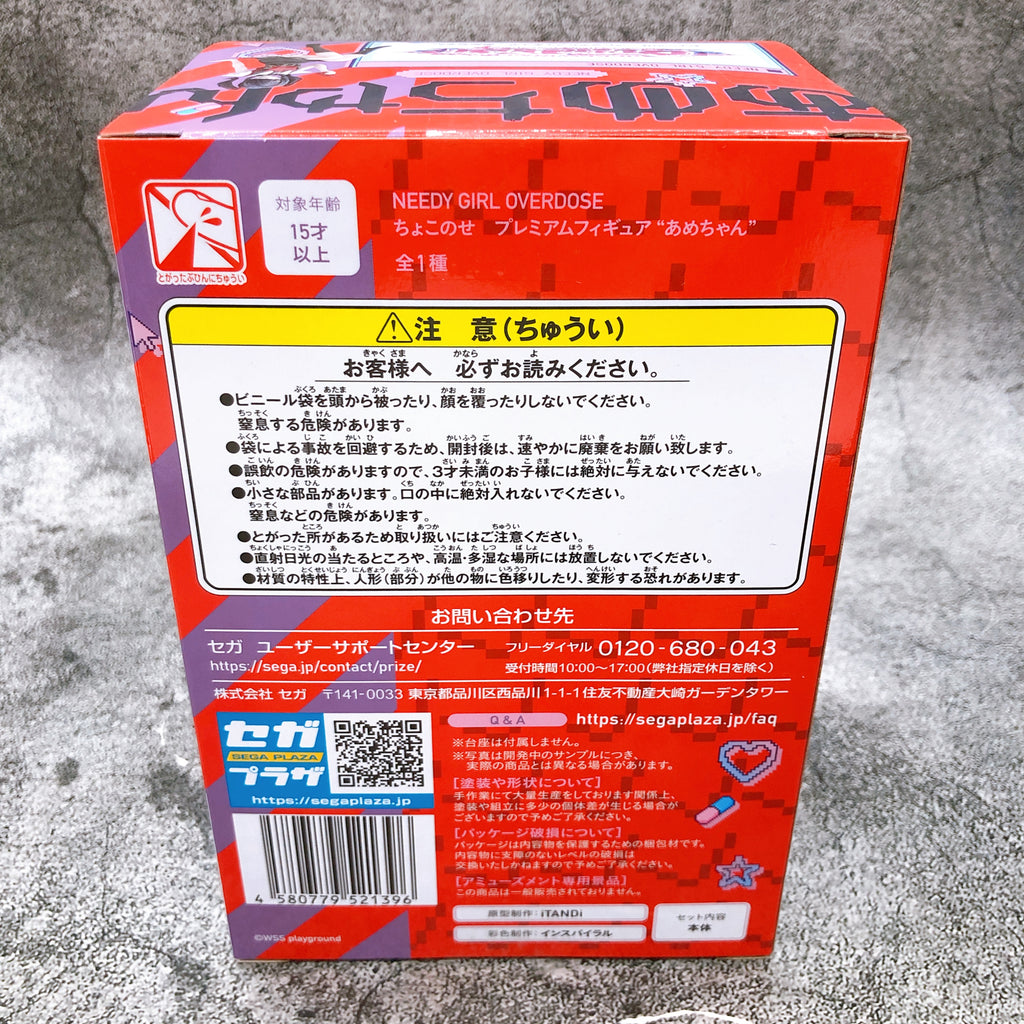 あめちゃん
NEEDY GIRL OVERDOSE
NEEDY GIRL OVERDOSE
とがったぶひんにちゅうい
対象年齢
15才
以上
NEEDY GIRL OVERDOSE
ちょこのせ プレミアムフィギュア“あめちゃん”
全1種
注 意(ちゅうい)
お客様へ 必ずお読みください。
●ビニール袋を頭から被ったり、顔を覆ったりしないでください。
窒息する危険があります。
●袋による事故を回避するため、開封後は、速やかに廃棄をお願い致します。
●誤飲の危険がありますので、3才未満のお子様には絶対に与えないでください。
●小さな部品があります。口の中に絶対入れないでください。
窒息などの危険があります。
●とがった所があるため取り扱いにはご注意ください。
●直射日光の当たるところや、高温・多湿な場所には放置しないでください。
●材質の特性上、人形(部分)が他の物に色移りしたり、変形する恐れがあります。
お問い合わせ先
セガ ユーザーサポートセンター フリーダイヤル 0120-680-043
https://sega.jp/contact/prize/ 受付時間10:00～17:00(弊社指定休日を除く)
株式会社 セガ 〒141-0033 東京都品川区西品川1-1-1住友不動産大崎ガーデンタワー
セガ
SEGA PLAZA
プラザ
https://segaplaza.jp
Q&A https://segaplaza.jp/faq
※台座は付属しません。
※写真は開発中のサンプルにつき、
実際の商品とは異なる場合があります。
[塗装や形状について]
手作業にて大量生産をしております関係上、
塗装や組立に多少の個体差が生じる場合が
ございますので予めご了承ください。
[パッケージ破損について]
パッケージは内容物を保護するための梱包材です。
内容物に支障のないレベルの破損は
交換いたしかねますので予めご了承ください。
[アミューズメント専用景品]
この商品は一般販売されておりません。
4 580779 521396
©WSS playground
原型制作：iTANDi
彩色制作：インスパイラル
セット内容
本体